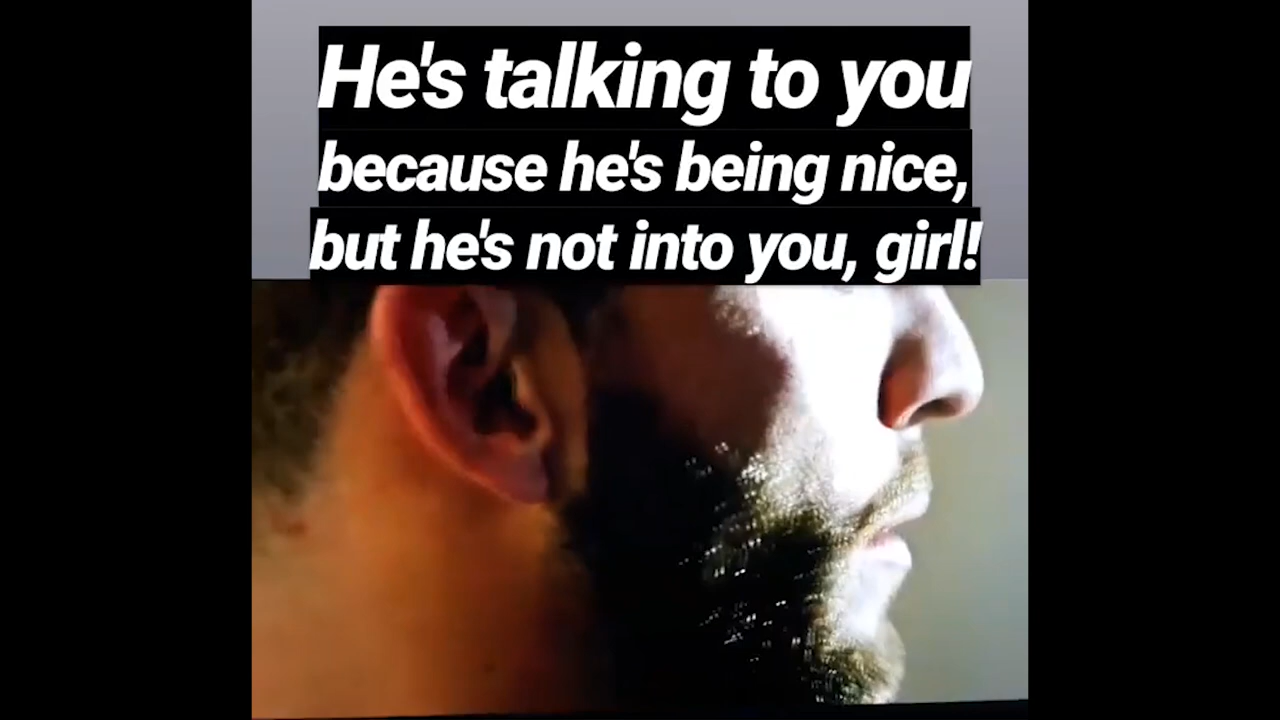 He's talking to you
because he's being nice,
but he's not into you, girl!